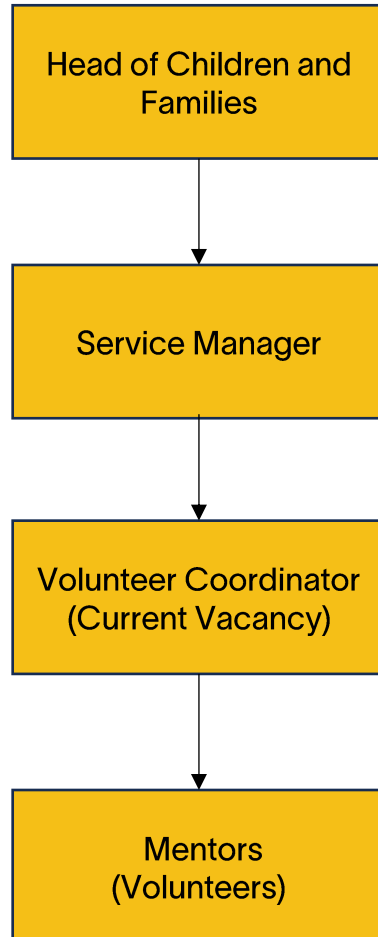 Head of Children and
Families
Service Manager
Volunteer Coordinator
(Current Vacancy)
Mentors
(Volunteers)